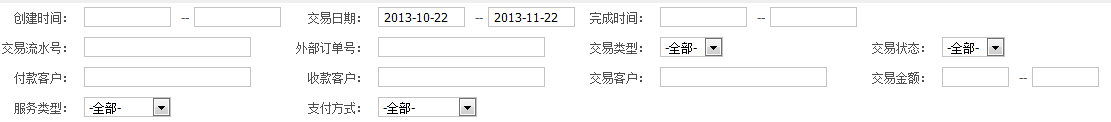 创建时间： -- 交易日期： 2013-10-22 -- 2013-11-22 完成时间： --
交易流水号： 外部订单号： 交易类型： -全部- 交易状态： -全部-
付款客户： 收款客户： 交易客户： 交易金额： --
服务类型： -全部- 支付方式： -全部-